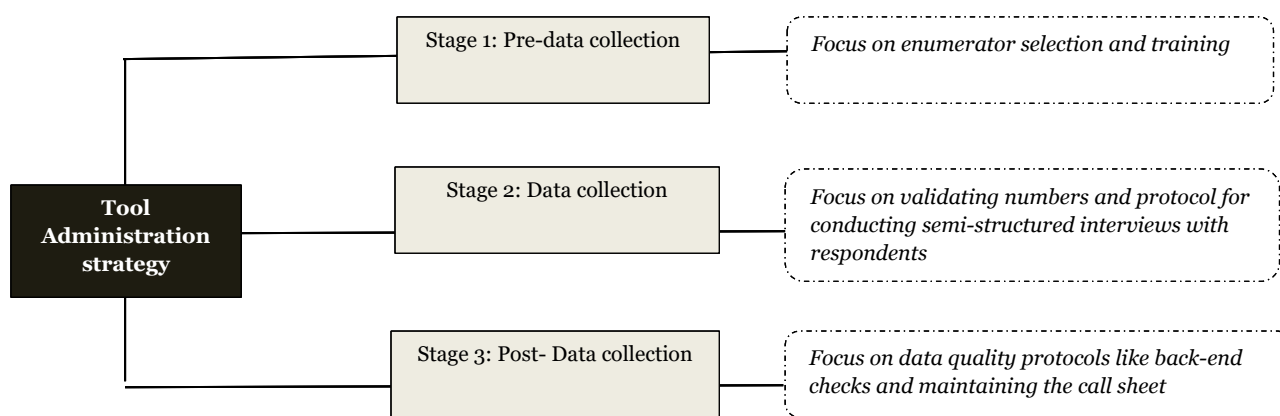 Stage 1: Pre-data collection
Focus on enumerator selection and training
Tool
Administration
strategy
Stage 2: Data collection
Focus on validating numbers and protocol for
conducting semi-structured interviews with
respondents
Stage 3: Post- Data collection
Focus on data quality protocols like back-end
checks and maintaining the call sheet